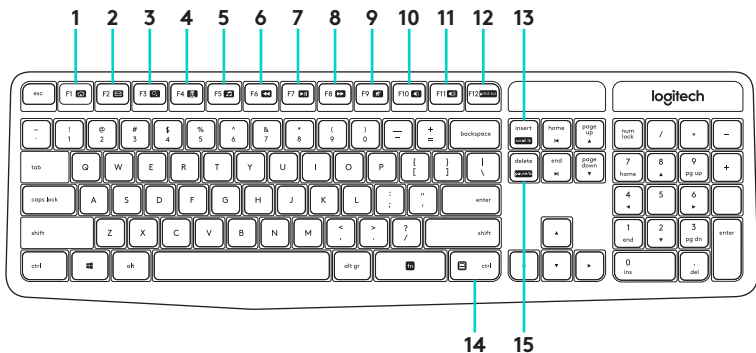 1 2 3 4 5 6 7 8 9 10 11 12 13
logitech
esc F1 F2 F3 F4 F5 F6 F7 F8 F9 F10 F11 F12
~ ! @ # $ % ^ & * ( ) — + backspace insert home page up num lock / * –
- 1 2 3 4 5 6 7 8 9 0 - =
tab Q W E R T Y U I O P { [ } ] | \ delete end page down 7 home 8 9 pg up +
caps lock A S D F G H J K L : ; " ' enter 4 5 6
shift Z X C V B N M < , > . ? / shift 1 end 2 3 pg dn enter
ctrl alt alt gr fn ctrl 0 ins . del
14 15